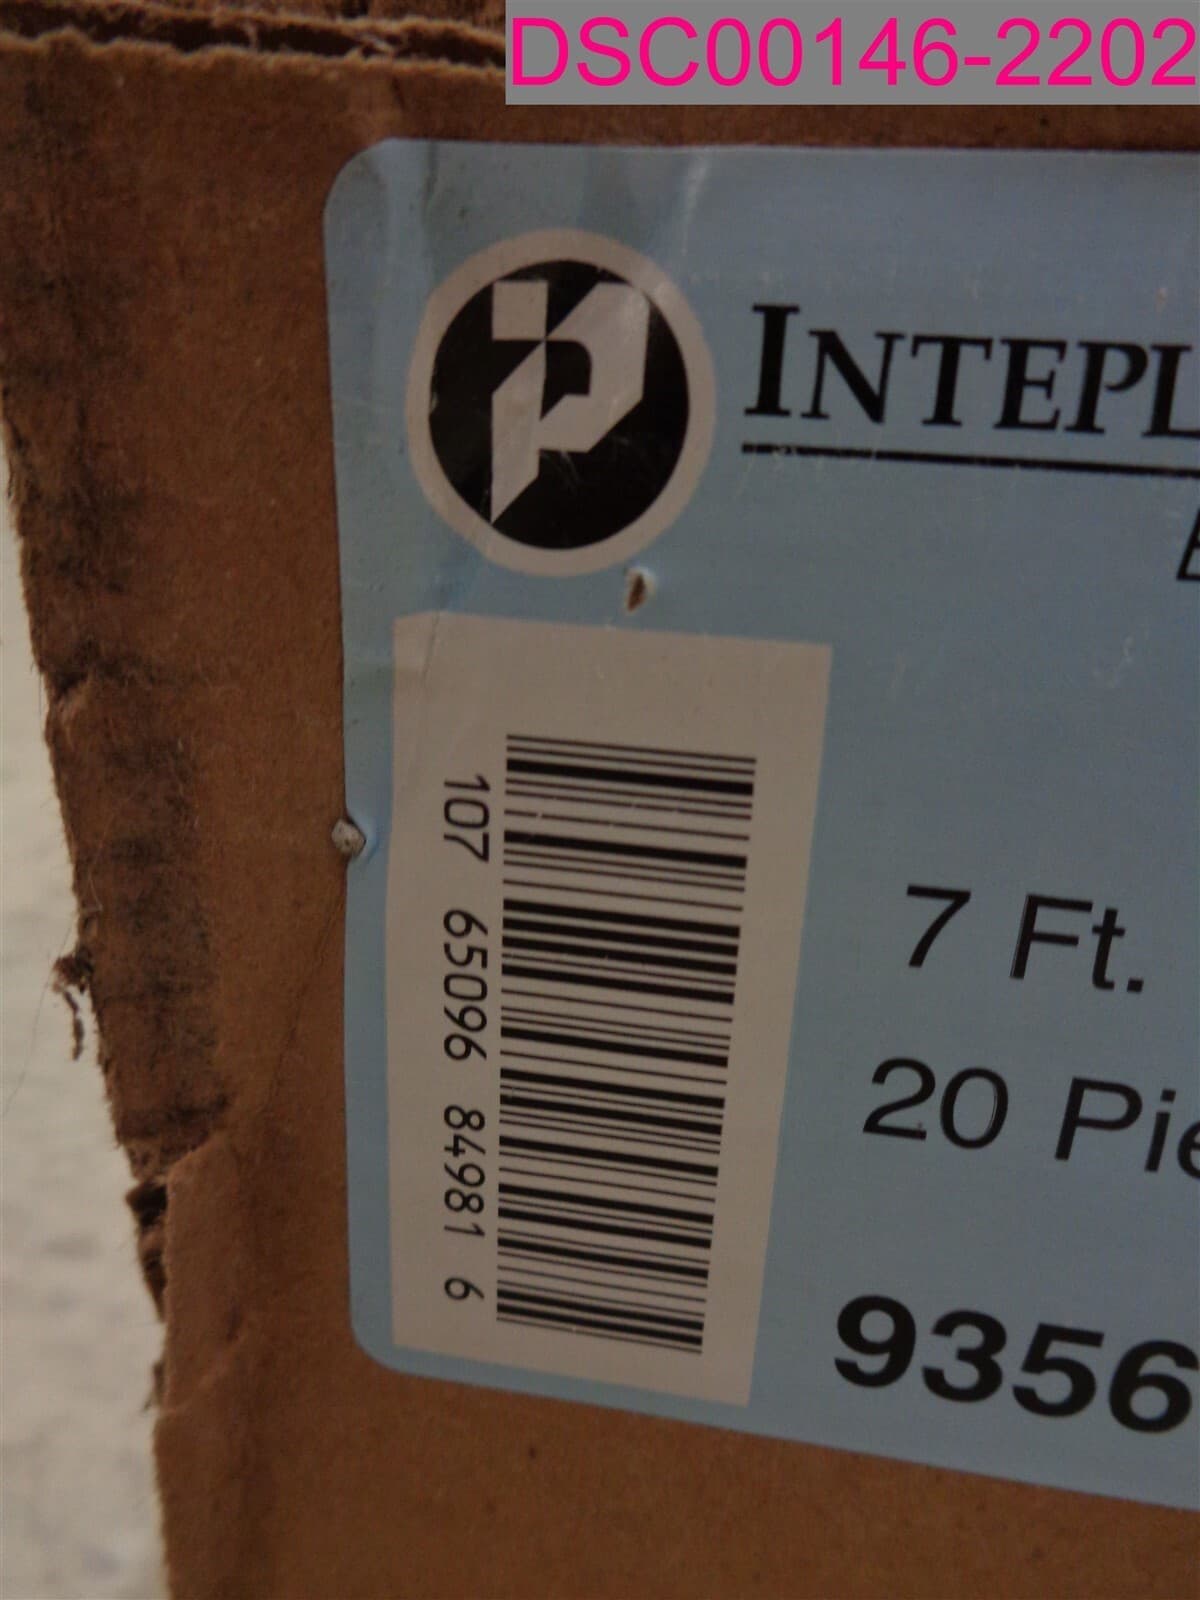 DSC00146-2202
INTEPL
107 65096 84981 6
7 Ft.
20 Pie
9356